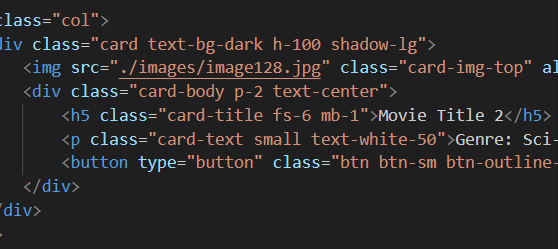 class="col">
div class="card text-bg-dark h-100 shadow-lg">
<img src="./images/image128.jpg" class="card-img-top" al
<div class="card-body p-2 text-center">
<h5 class="card-title fs-6 mb-1">Movie Title 2</h5>
<p class="card-text small text-white-50">Genre: Sci-
<button type="button" class="btn btn-sm btn-outline-
</div>
/div>
>